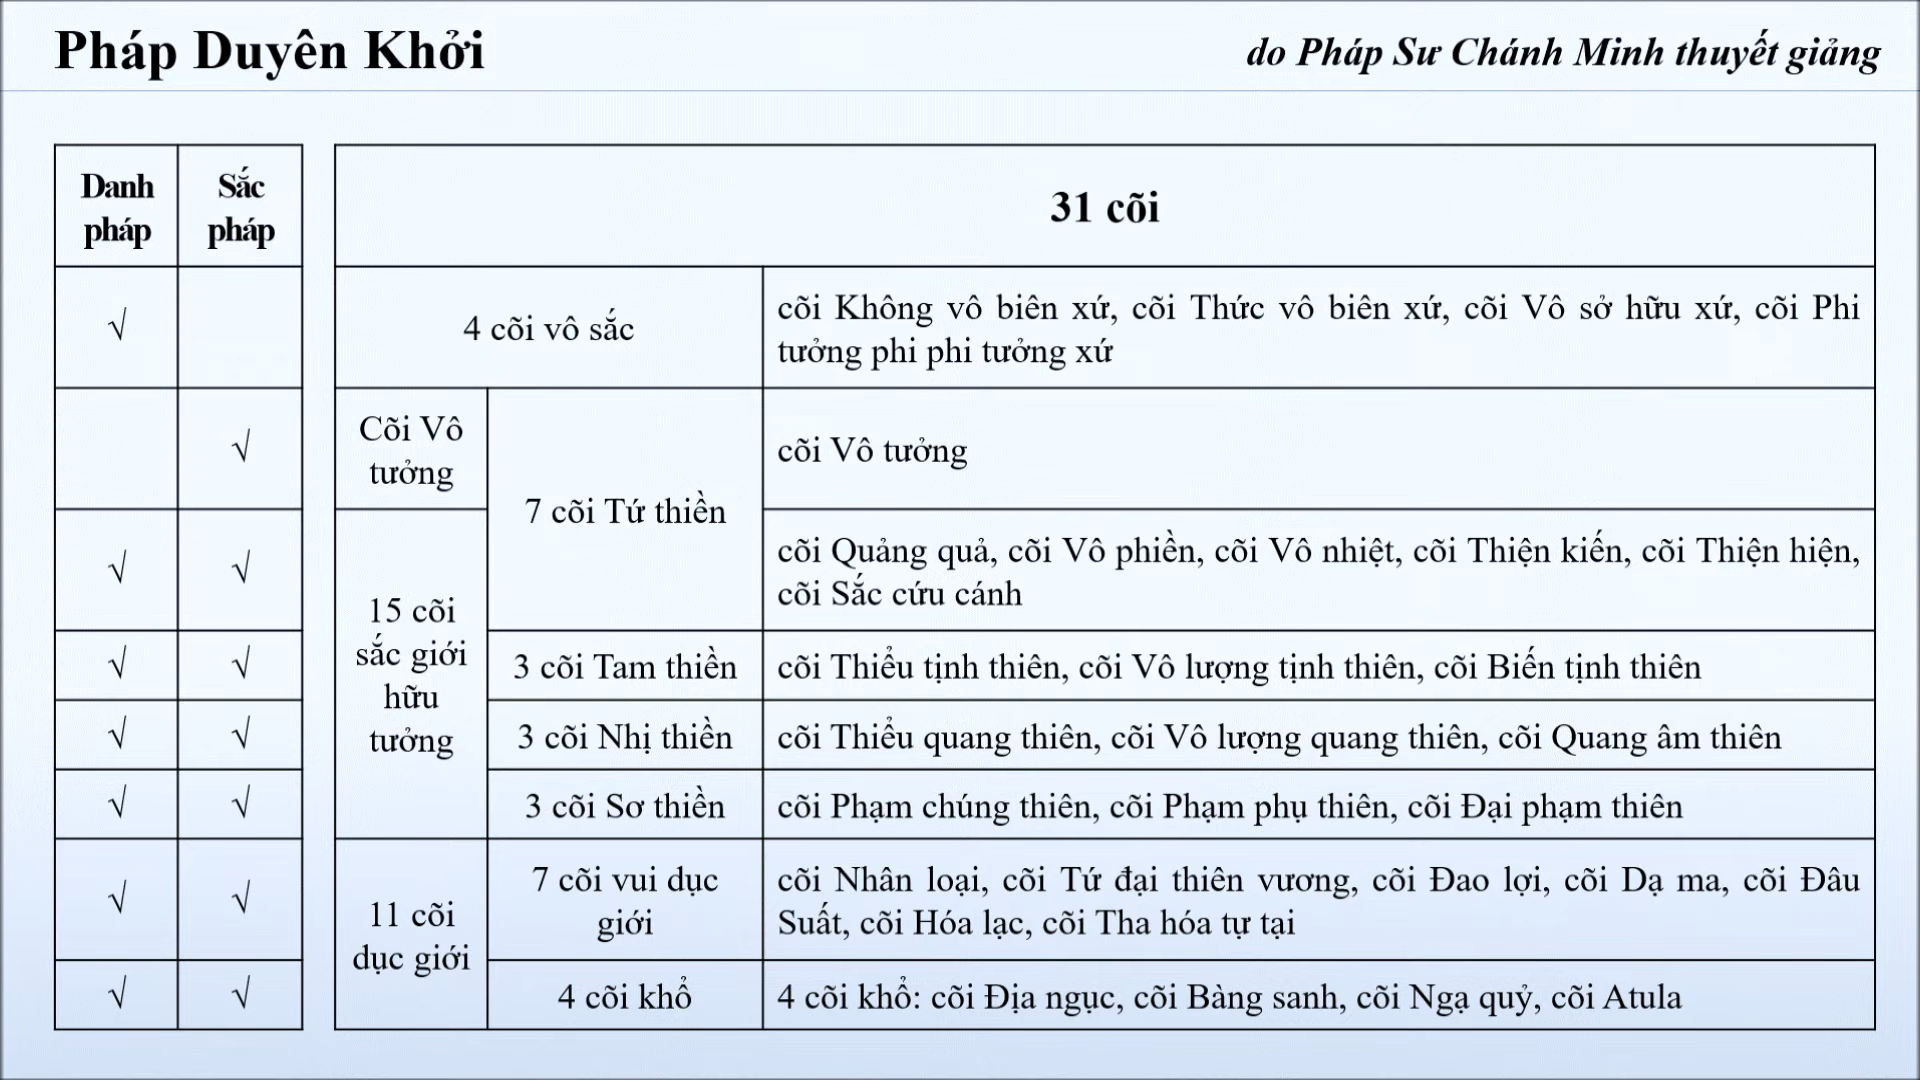 Pháp Duyên Khởi
do Pháp Sư Chánh Minh thuyết giảng
Danh
pháp
Sắc
pháp
31 cõi
√
4 cõi vô sắc
cõi Không vô biên xứ, cõi Thức vô biên xứ, cõi Vô sở hữu xứ, cõi Phi
tưởng phi phi tưởng xứ
√
Cõi Vô
tưởng
7 cõi Tứ thiền
cõi Vô tưởng
√
√
15 cõi
sắc giới
hữu
tưởng
cõi Quảng quả, cõi Vô phiền, cõi Vô nhiệt, cõi Thiện kiến, cõi Thiện hiện,
cõi Sắc cứu cánh
√
√
3 cõi Tam thiền
cõi Thiểu tịnh thiên, cõi Vô lượng tịnh thiên, cõi Biến tịnh thiên
√
√
3 cõi Nhị thiền
cõi Thiểu quang thiên, cõi Vô lượng quang thiên, cõi Quang âm thiên
√
√
3 cõi Sơ thiền
cõi Phạm chúng thiên, cõi Phạm phụ thiên, cõi Đại phạm thiên
√
√
11 cõi
dục giới
7 cõi vui dục
giới
cõi Nhân loại, cõi Tứ đại thiên vương, cõi Đao lợi, cõi Dạ ma, cõi Đâu
Suất, cõi Hóa lạc, cõi Tha hóa tự tại
√
√
4 cõi khổ
4 cõi khổ: cõi Địa ngục, cõi Bàng sanh, cõi Ngạ quỷ, cõi Atula